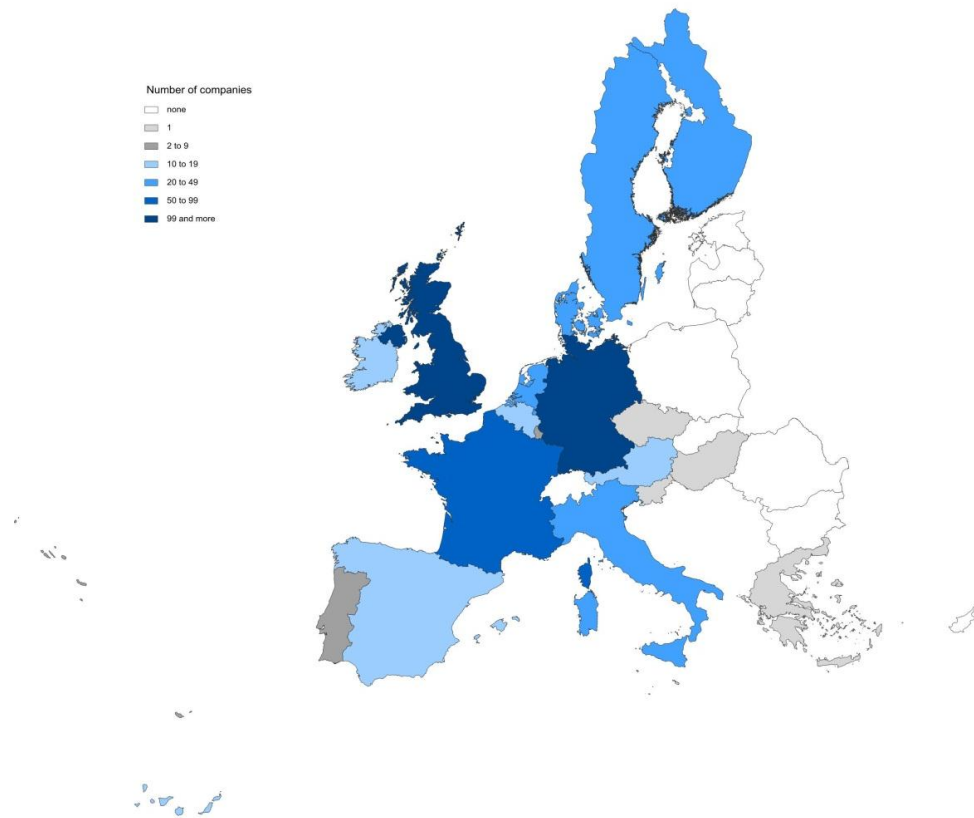 Number of companies
none
1
2 to 9
10 to 19
20 to 49
50 to 99
99 and more